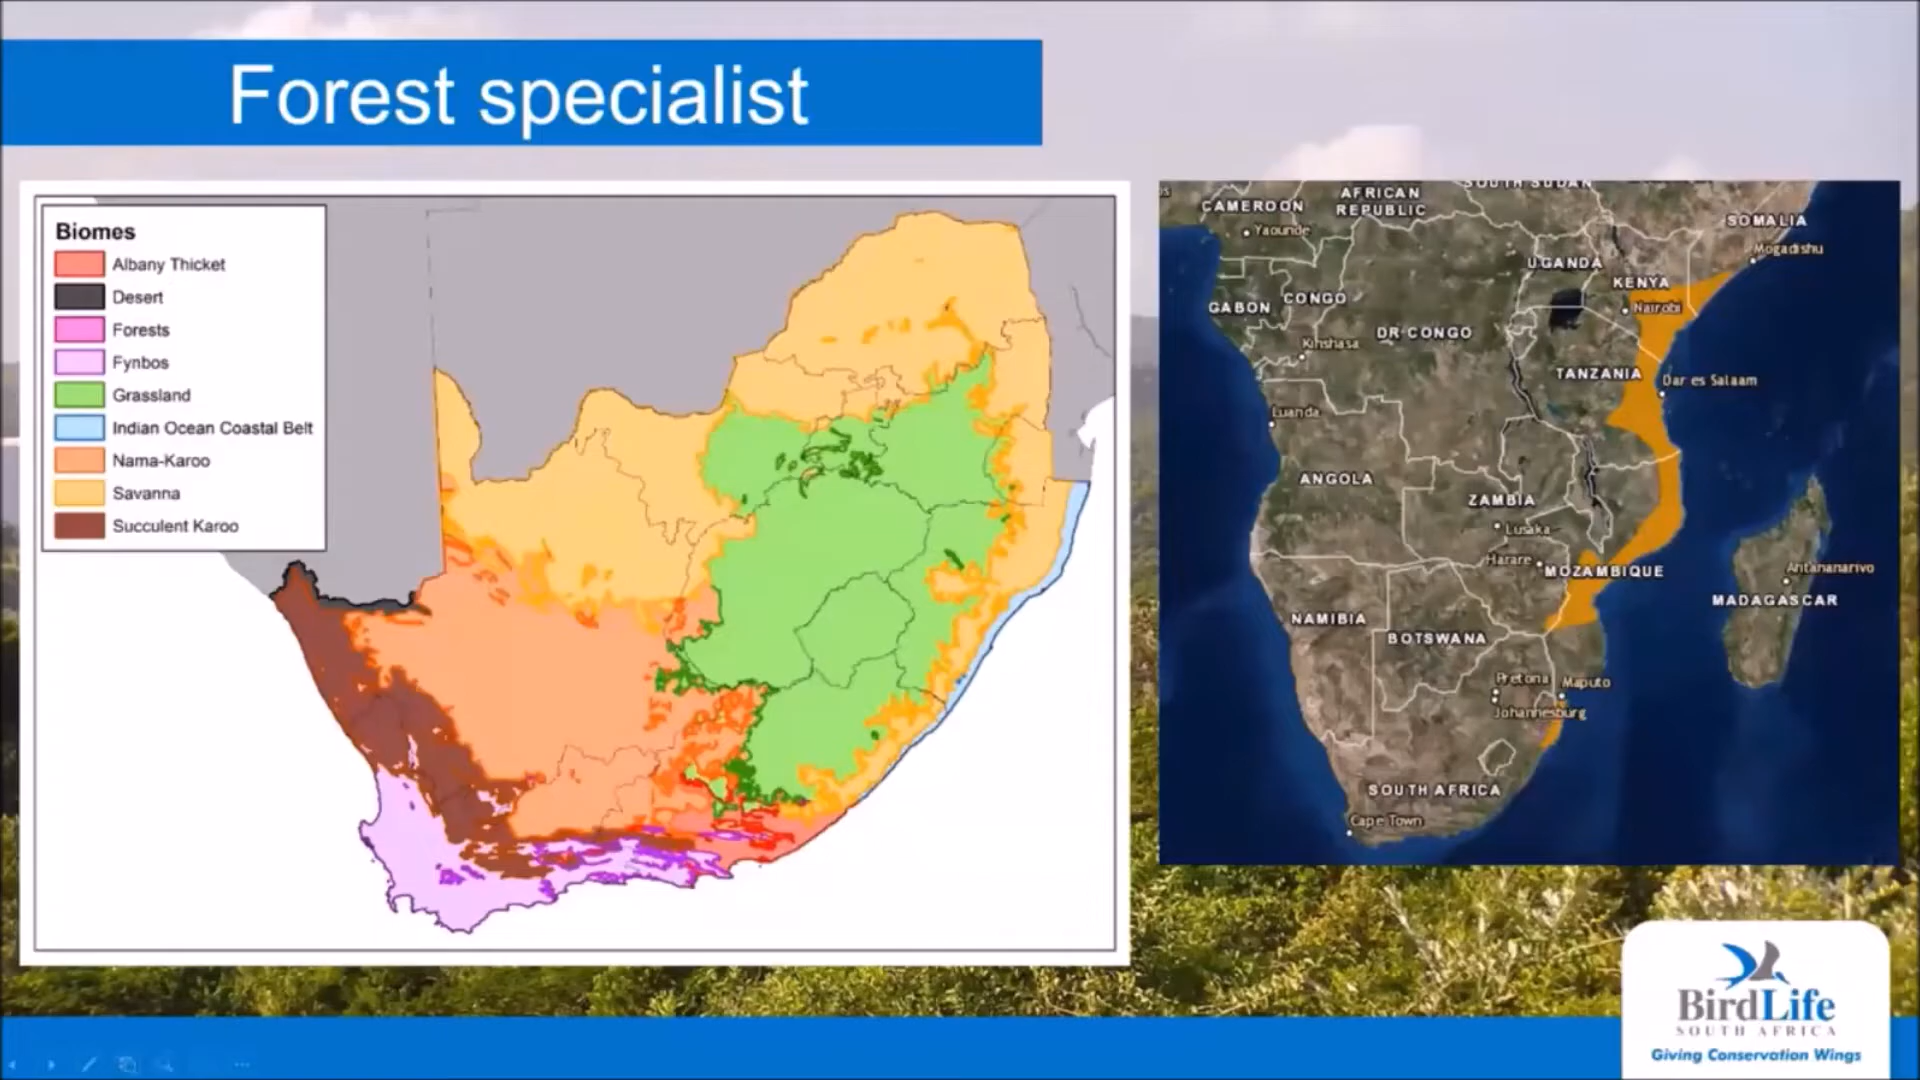 Forest specialist
Biomes
Albany Thicket
Desert
Forests
Fynbos
Grassland
Indian Ocean Coastal Belt
Nama-Karoo
Savanna
Succulent Karoo
SOUTH SUDAN
AFRICAN
REPUBLIC
CAMEROON
Yaounde
SOMALIA
Mogadishu
UGANDA
KENYA
Nairobi
GABON
CONGO
DR CONGO
Kinshasa
TANZANIA
Dar es Salaam
Luanda
ANGOLA
ZAMBIA
Lusaka
Harare
MOZAMBIQUE
Antananarivo
MADAGASCAR
NAMIBIA
BOTSWANA
Pretoria
Maputo
Johannesburg
SOUTH AFRICA
Cape Town
BirdLife
SOUTH AFRICA
Giving Conservation Wings